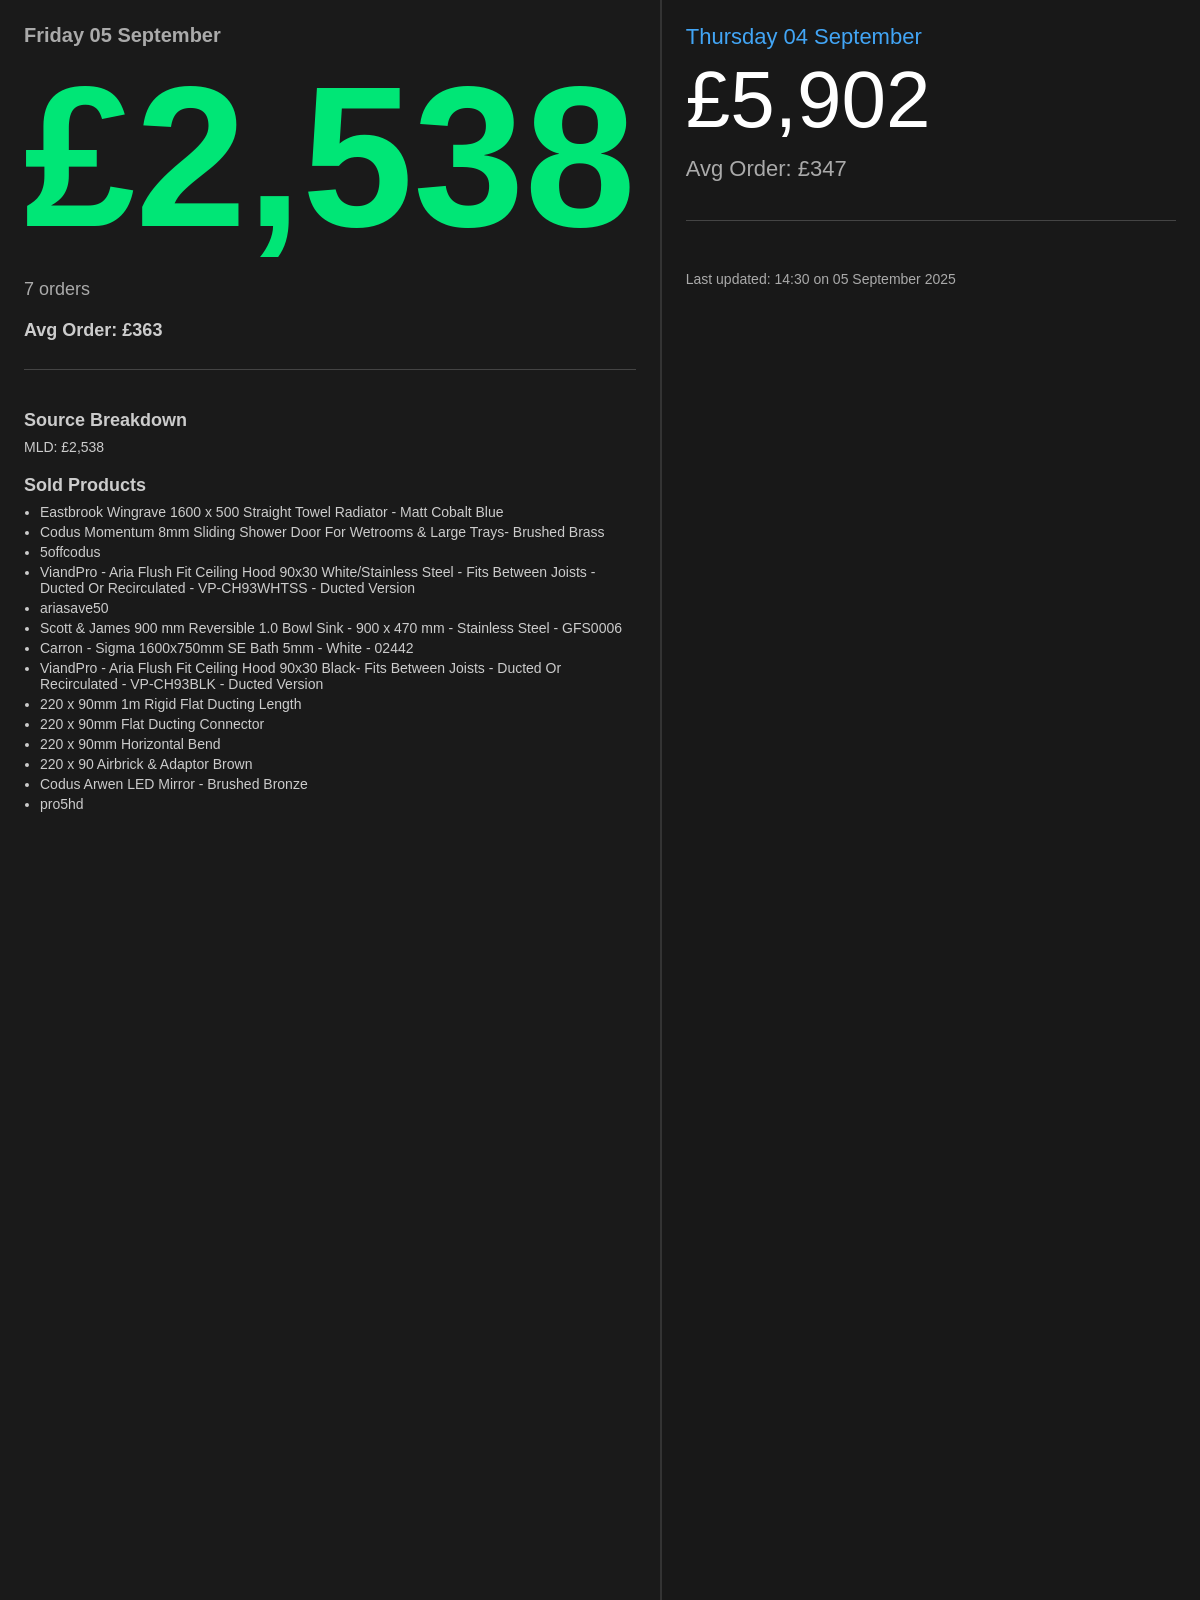 Friday 05 September
£2,538
7 orders
Avg Order: £363
Source Breakdown
MLD: £2,538
Sold Products
• Eastbrook Wingrave 1600 x 500 Straight Towel Radiator - Matt Cobalt Blue
• Codus Momentum 8mm Sliding Shower Door For Wetrooms & Large Trays- Brushed Brass
• 5offcodus
• ViandPro - Aria Flush Fit Ceiling Hood 90x30 White/Stainless Steel - Fits Between Joists -
Ducted Or Recirculated - VP-CH93WHTSS - Ducted Version
• ariasave50
• Scott & James 900 mm Reversible 1.0 Bowl Sink - 900 x 470 mm - Stainless Steel - GFS0006
• Carron - Sigma 1600x750mm SE Bath 5mm - White - 02442
• ViandPro - Aria Flush Fit Ceiling Hood 90x30 Black- Fits Between Joists - Ducted Or
Recirculated - VP-CH93BLK - Ducted Version
• 220 x 90mm 1m Rigid Flat Ducting Length
• 220 x 90mm Flat Ducting Connector
• 220 x 90mm Horizontal Bend
• 220 x 90 Airbrick & Adaptor Brown
• Codus Arwen LED Mirror - Brushed Bronze
• pro5hd
Thursday 04 September
£5,902
Avg Order: £347
Last updated: 14:30 on 05 September 2025